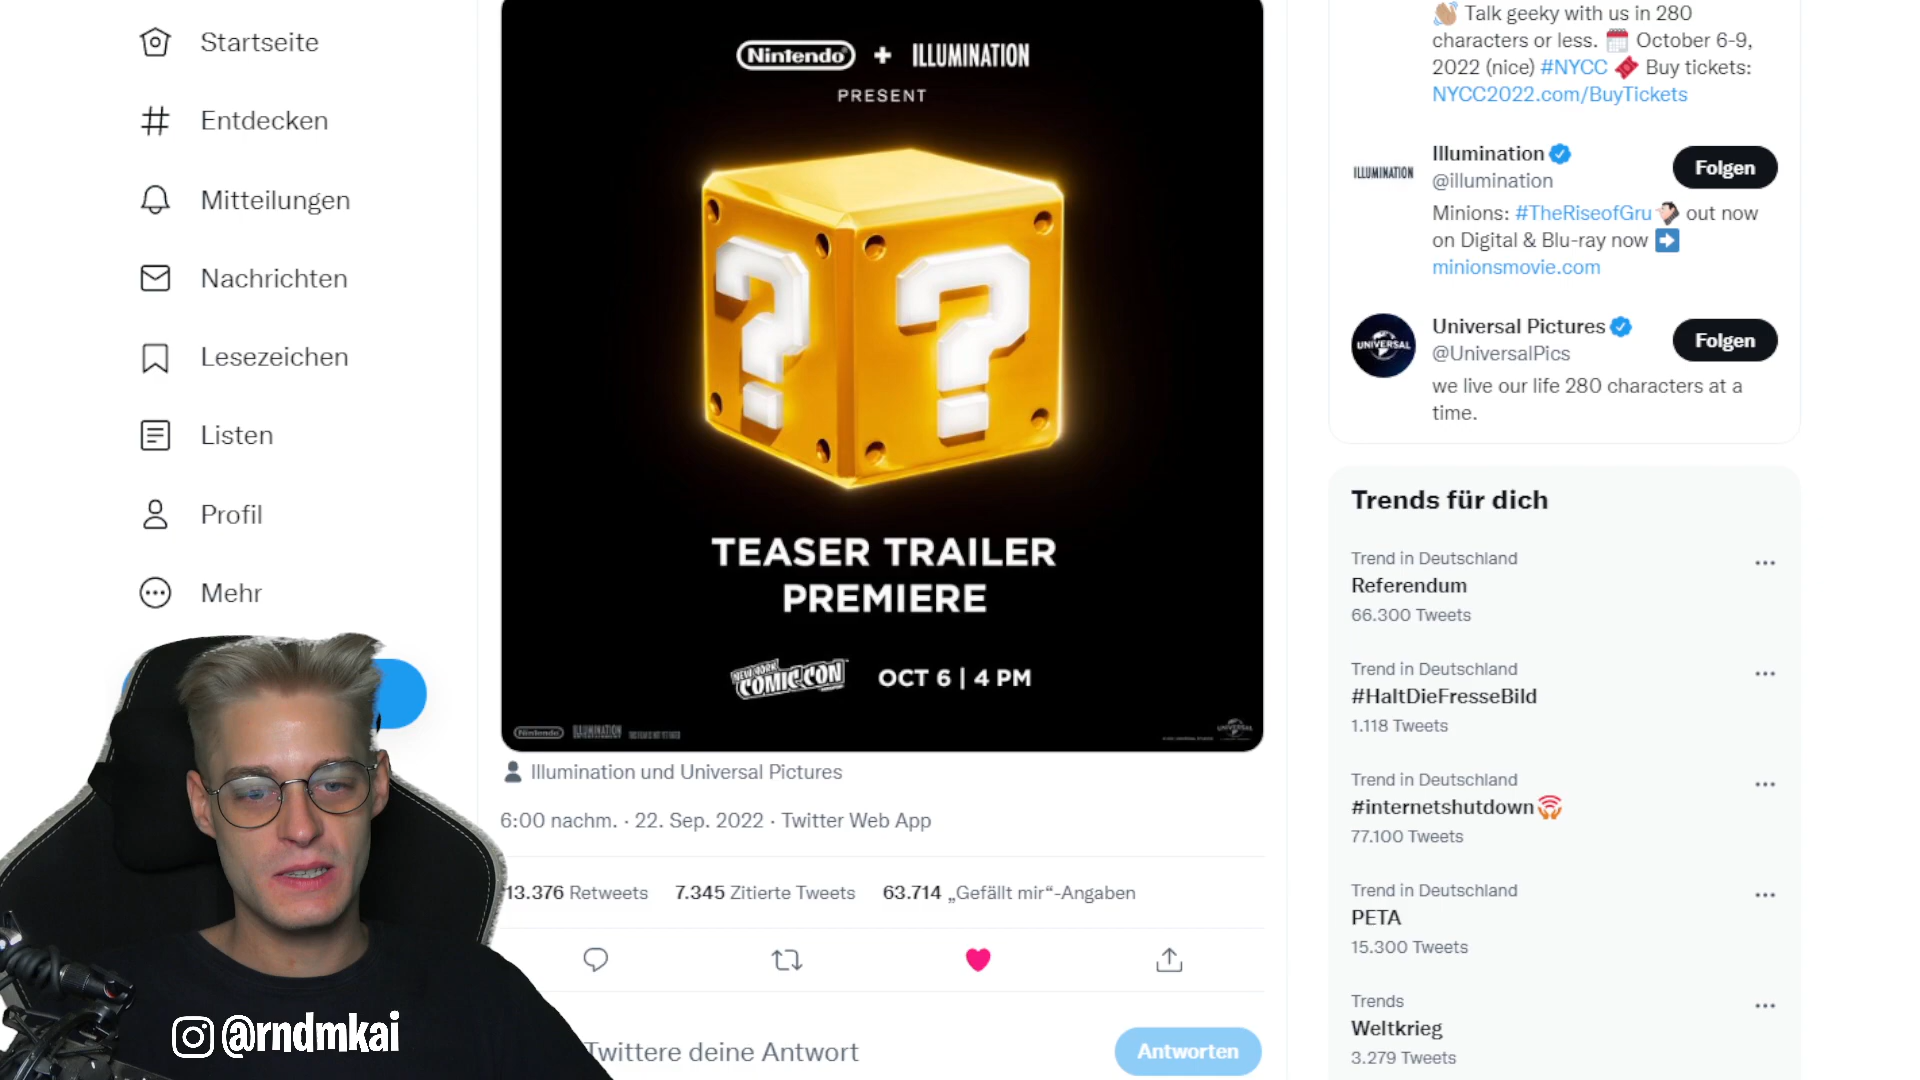 Startseite
Entdecken
Mitteilungen
Nachrichten
Lesezeichen
Listen
Profil
Mehr
@rndmkai
Nintendo + ILLUMINATION
PRESENT
? ?
TEASER TRAILER
PREMIERE
NEW YORK
COMIC CON
OCT 6 | 4 PM
Nintendo ILLUMINATION
UNIVERSAL
Illumination und Universal Pictures
6:00 nachm. · 22. Sep. 2022 · Twitter Web App
13.376 Retweets 7.345 Zitierte Tweets 63.714 „Gefällt mir“-Angaben
Twittere deine Antwort
Antworten
Talk geeky with us in 280
characters or less. 🗓 October 6-9,
2022 (nice) #NYCC Buy tickets:
NYCC2022.com/BuyTickets
ILLUMINATION
Illumination
@illumination
Folgen
Minions: #TheRiseofGru out now
on Digital & Blu-ray now ➡
minionsmovie.com
UNIVERSAL
Universal Pictures
@UniversalPics
Folgen
we live our life 280 characters at a
time.
Trends für dich
Trend in Deutschland
Referendum
66.300 Tweets
Trend in Deutschland
#HaltDieFresseBild
1.118 Tweets
Trend in Deutschland
#internetshutdown
77.100 Tweets
Trend in Deutschland
PETA
15.300 Tweets
Trends
Weltkrieg
3.279 Tweets